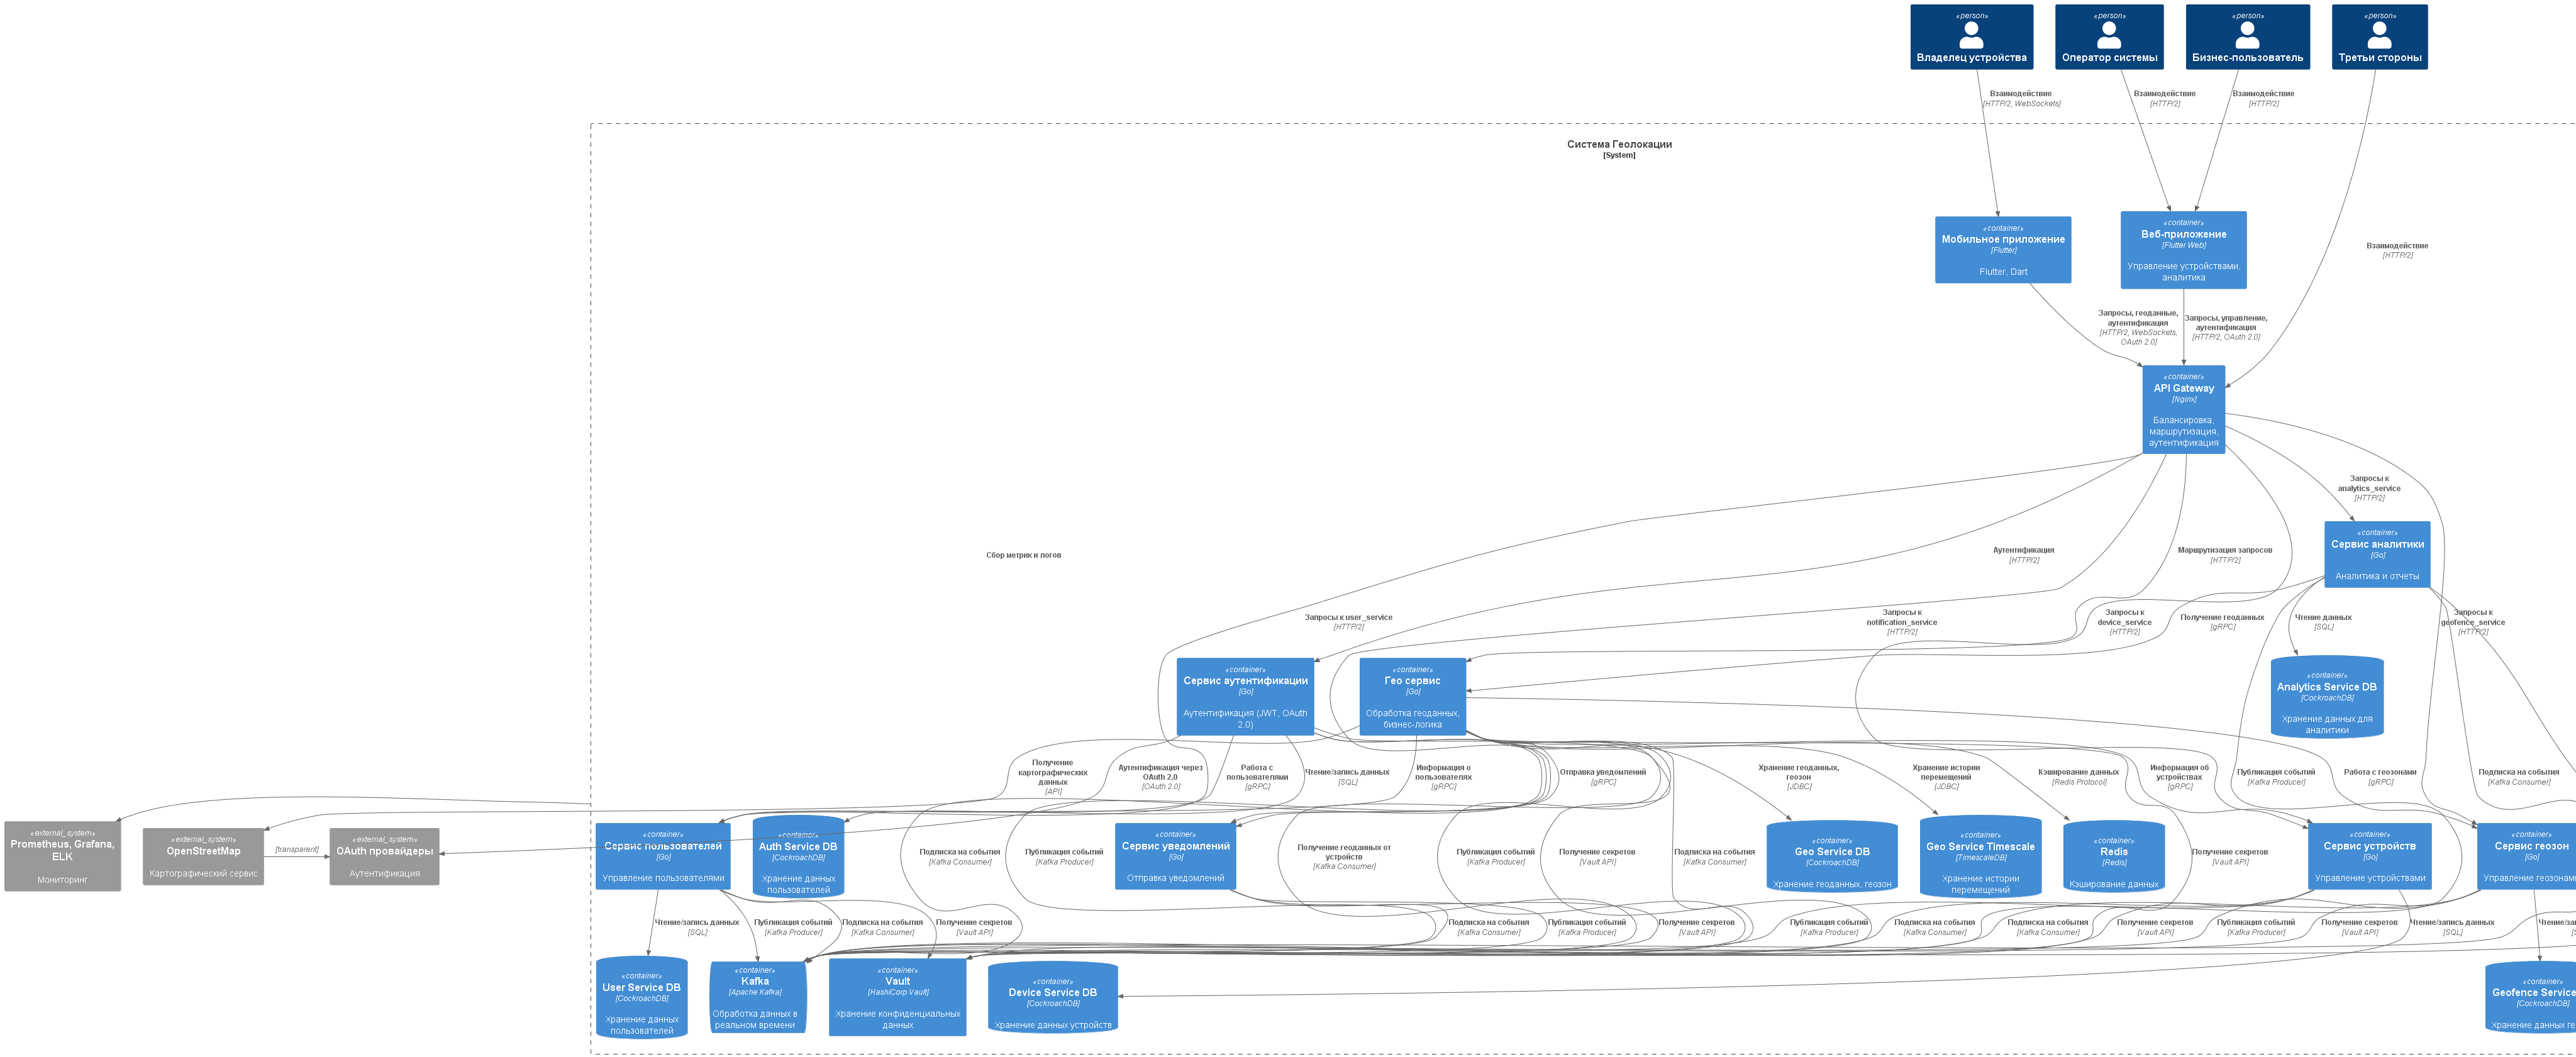 «person»
Владелец устройства
«person»
Оператор системы
«person»
Бизнес-пользователь
«person»
Третьи стороны
Взаимодействие
[HTTP/2, WebSockets]
Взаимодействие
[HTTP/2]
Взаимодействие
[HTTP/2]
Система Геолокации
[System]
«container»
Мобильное приложение
[Flutter]
Flutter, Dart
«container»
Веб-приложение
[Flutter Web]
Управление устройствами,
аналитика
Взаимодействие
[HTTP/2]
Запросы, геоданные,
аутентификация
[HTTP/2, WebSockets,
OAuth 2.0]
Запросы, управление,
аутентификация
[HTTP/2, OAuth 2.0]
«container»
API Gateway
[Nginx]
Балансировка,
маршрутизация,
аутентификация
Запросы к
analytics_service
[HTTP/2]
Сбор метрик и логов
Аутентификация
[HTTP/2]
Маршрутизация запросов
[HTTP/2]
«container»
Сервис аналитики
[Go]
Аналитика и отчеты
Запросы к user_service
[HTTP/2]
Запросы к
notification_service
[HTTP/2]
Запросы к
device_service
[HTTP/2]
Получение геоданных
[gRPC]
Чтение данных
[SQL]
Запросы к
geofence_service
[HTTP/2]
«container»
Сервис аутентификации
[Go]
Аутентификация (JWT, OAuth
2.0)
«container»
Гео сервис
[Go]
Обработка геоданных,
бизнес-логика
«container»
Analytics Service DB
[CockroachDB]
Хранение данных для
аналитики
Получение
картографических
данных
[API]
Аутентификация через
OAuth 2.0
[OAuth 2.0]
Работа с
пользователями
[gRPC]
Чтение/запись данных
[SQL]
Информация о
пользователях
[gRPC]
Отправка уведомлений
[gRPC]
Хранение геоданных,
геозон
[JDBC]
Хранение истории
перемещений
[JDBC]
Кэширование данных
[Redis Protocol]
Информация об
устройствах
[gRPC]
Публикация событий
[Kafka Producer]
Работа с геозонами
[gRPC]
Подписка на события
[Kafka Consumer]
«external_system»
Prometheus, Grafana,
ELK
Мониторинг
«external_system»
OpenStreetMap
Картографический сервис
[transparent]
«external_system»
OAuth провайдеры
Аутентификация
«container»
Сервис пользователей
[Go]
Управление пользователями
«container»
Auth Service DB
[CockroachDB]
Хранение данных
пользователей
Подписка на события
[Kafka Consumer]
Публикация событий
[Kafka Producer]
«container»
Сервис уведомлений
[Go]
Отправка уведомлений
Получение геоданных от
устройств
[Kafka Consumer]
Публикация событий
[Kafka Producer]
Получение секретов
[Vault API]
Подписка на события
[Kafka Consumer]
«container»
Geo Service DB
[CockroachDB]
Хранение геоданных, геозон
«container»
Geo Service Timescale
[TimescaleDB]
Хранение истории
перемещений
«container»
Redis
[Redis]
Кэширование данных
Получение секретов
[Vault API]
«container»
Сервис устройств
[Go]
Управление устройствами
«container»
Сервис геозон
[Go]
Управление геозонам
Чтение/запись данных
[SQL]
Публикация событий
[Kafka Producer]
Подписка на события
[Kafka Consumer]
Получение секретов
[Vault API]
Подписка на события
[Kafka Consumer]
Публикация событий
[Kafka Producer]
Получение секретов
[Vault API]
Публикация событий
[Kafka Producer]
Подписка на события
[Kafka Consumer]
Подписка на события
[Kafka Consumer]
Получение секретов
[Vault API]
Публикация событий
[Kafka Producer]
Получение секретов
[Vault API]
Чтение/запись данных
[SQL]
«container»
User Service DB
[CockroachDB]
Хранение данных
пользователей
«container»
Kafka
[Apache Kafka]
Обработка данных в
реальном времени
«container»
Vault
[HashiCorp Vault]
Хранение конфиденциальных
данных
«container»
Device Service DB
[CockroachDB]
Хранение данных устройств
«container»
Geofence Service
[CockroachDB]
Хранение данных ге